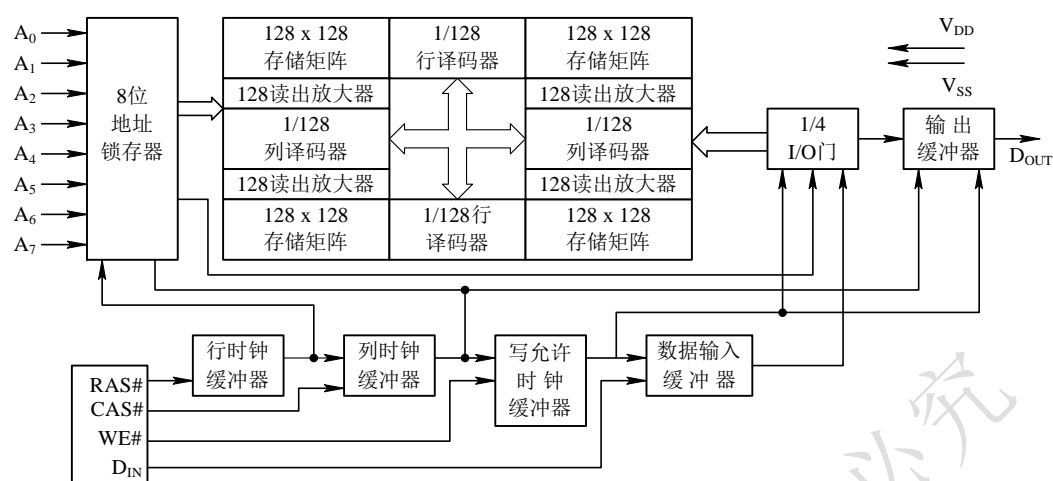 A₀
A₁
A₂
A₃
A₄
A₅
A₆
A₇
8位
地址
锁存器
128 x 128
存储矩阵
1/128
行译码器
128 x 128
存储矩阵
128读出放大器
128读出放大器
1/128
列译码器
1/128
列译码器
128读出放大器
128读出放大器
128 x 128
存储矩阵
1/128行
译码器
128 x 128
存储矩阵
V_DD
V_SS
1/4
I/O门
输 出
缓冲器
D_OUT
行时钟
缓冲器
列时钟
缓冲器
写允许
时 钟
缓冲器
数据输入
缓 冲 器
RAS#
CAS#
WE#
D_IN
必究